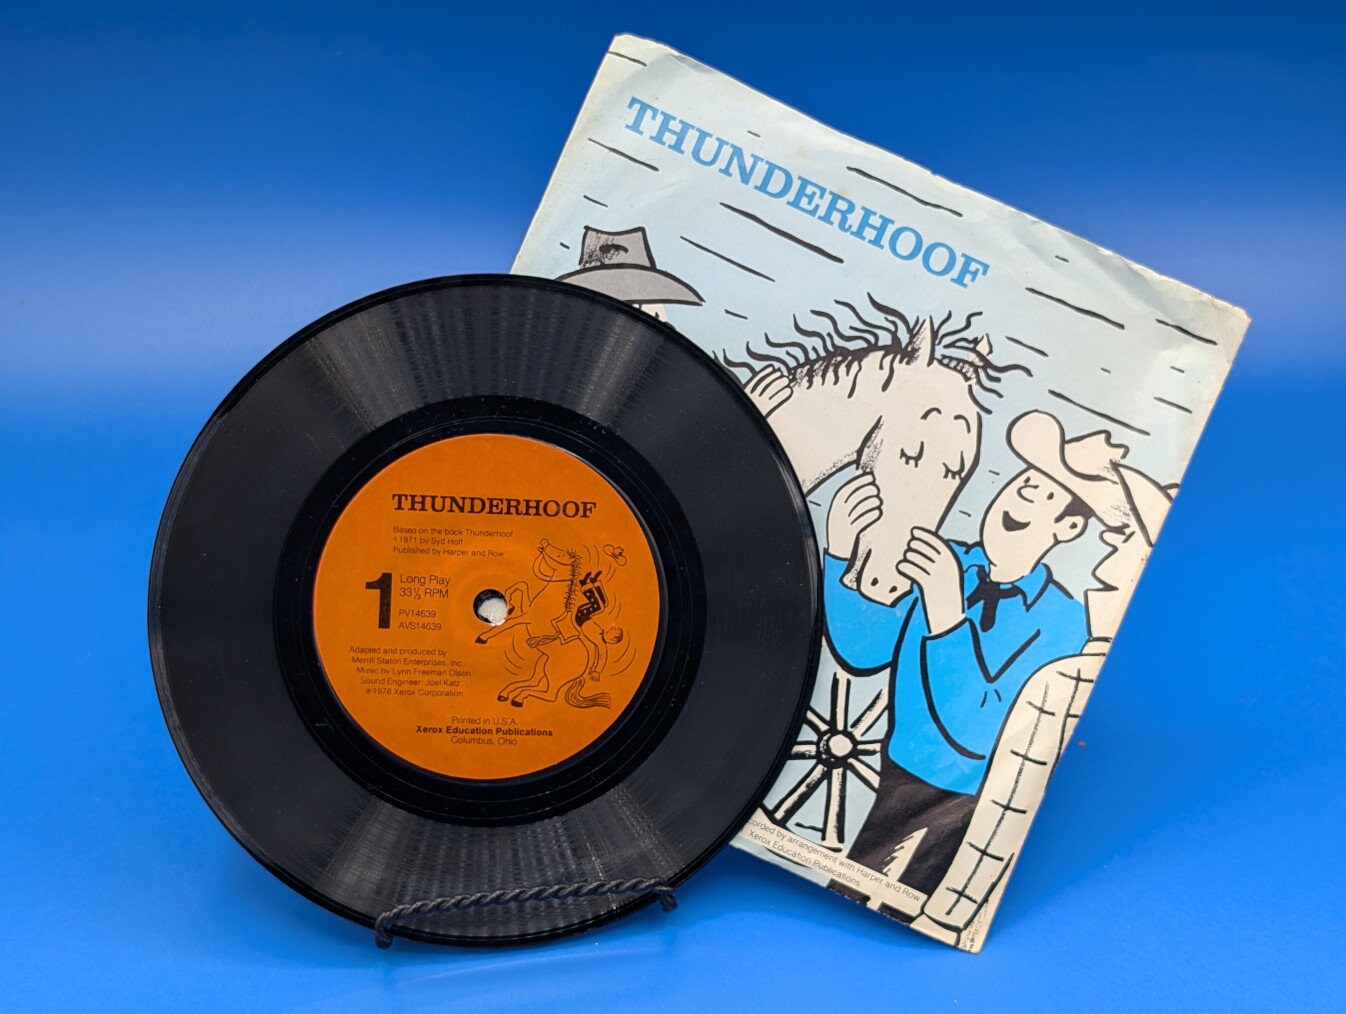 THUNDERHOOF
THUNDERHOOF
Based on the book Thunderhoof
©1971 by Syd Hoff
Published by Harper and Row
1
Long Play
33⅓ RPM
PV14639
AVS14639
Adapted and produced by
Merrill Staton Enterprises, Inc.
Music by Lynn Freeman Olson
Sound Engineer: Joel Katz
℗1978 Xerox Corporation
Printed in U.S.A.
Xerox Education Publications
Columbus, Ohio
corded by arrangement with Harper and Row
Xerox Education Publications